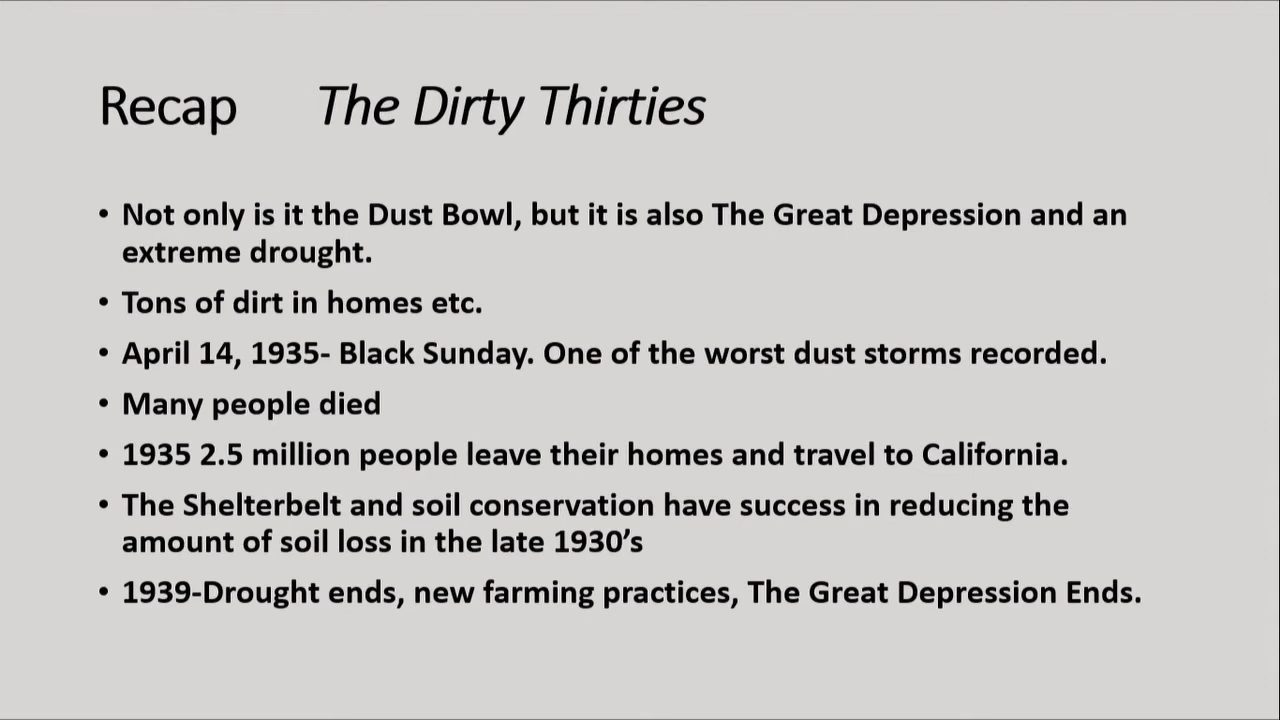 Recap The Dirty Thirties
• Not only is it the Dust Bowl, but it is also The Great Depression and an
extreme drought.
• Tons of dirt in homes etc.
• April 14, 1935- Black Sunday. One of the worst dust storms recorded.
• Many people died
• 1935 2.5 million people leave their homes and travel to California.
• The Shelterbelt and soil conservation have success in reducing the
amount of soil loss in the late 1930’s
• 1939-Drought ends, new farming practices, The Great Depression Ends.